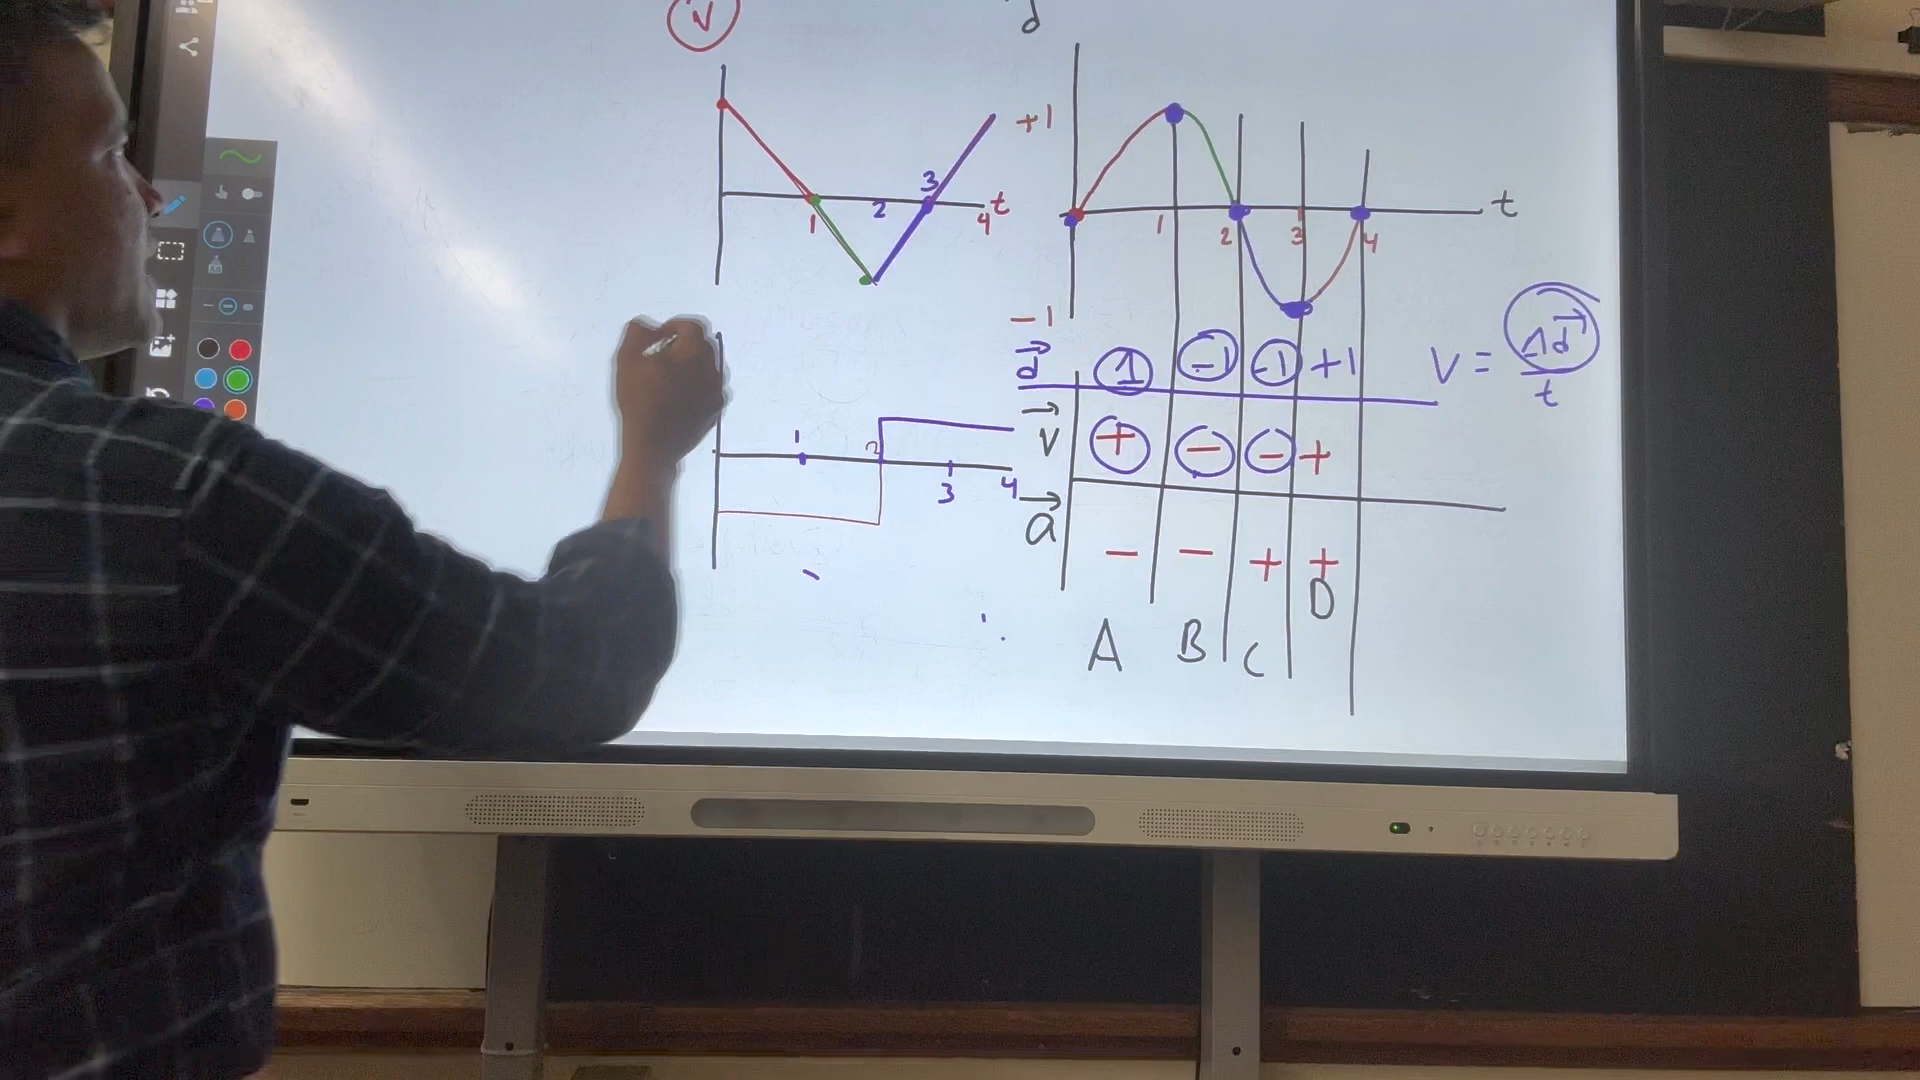 V
d
+1
3
1
2
4 t
1
2
3
4
t
-1
d 1 -1 -1 +1
V = Δd
t
1
2
3
4
V + - - +
a
- - + +
A B C D